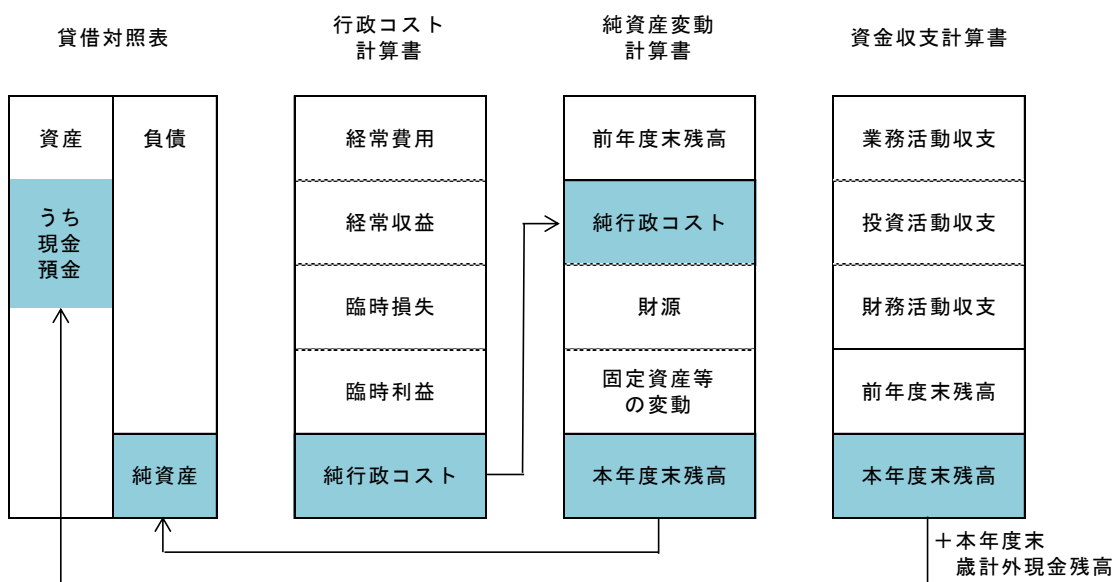 貸借対照表
行政コスト
計算書
純資産変動
計算書
資金収支計算書
資産
負債
うち
現金
預金
純資産
経常費用
経常収益
臨時損失
臨時利益
純行政コスト
前年度末残高
純行政コスト
財源
固定資産等
の変動
本年度末残高
業務活動収支
投資活動収支
財務活動収支
前年度末残高
本年度末残高
＋本年度末
歳計外現金残高